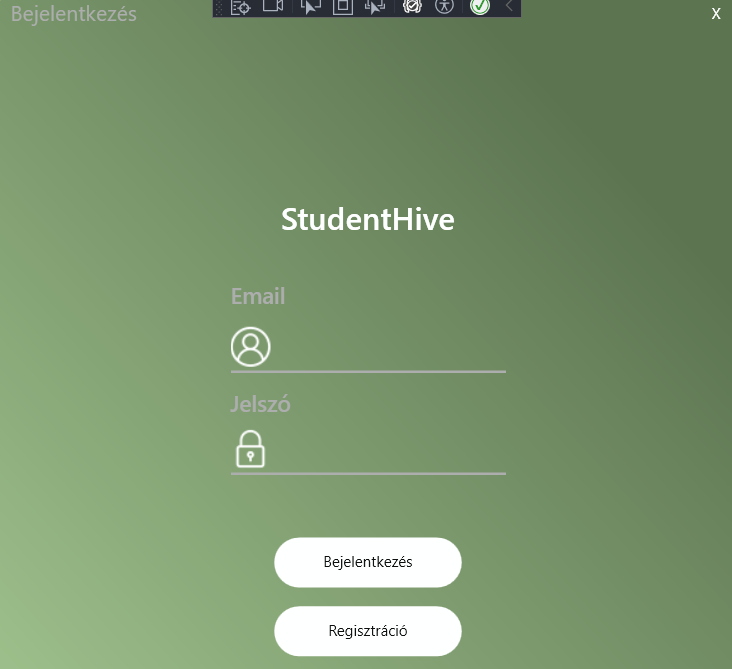 Bejelentkezés
X
StudentHive
Email
Jelszó
Bejelentkezés
Regisztráció